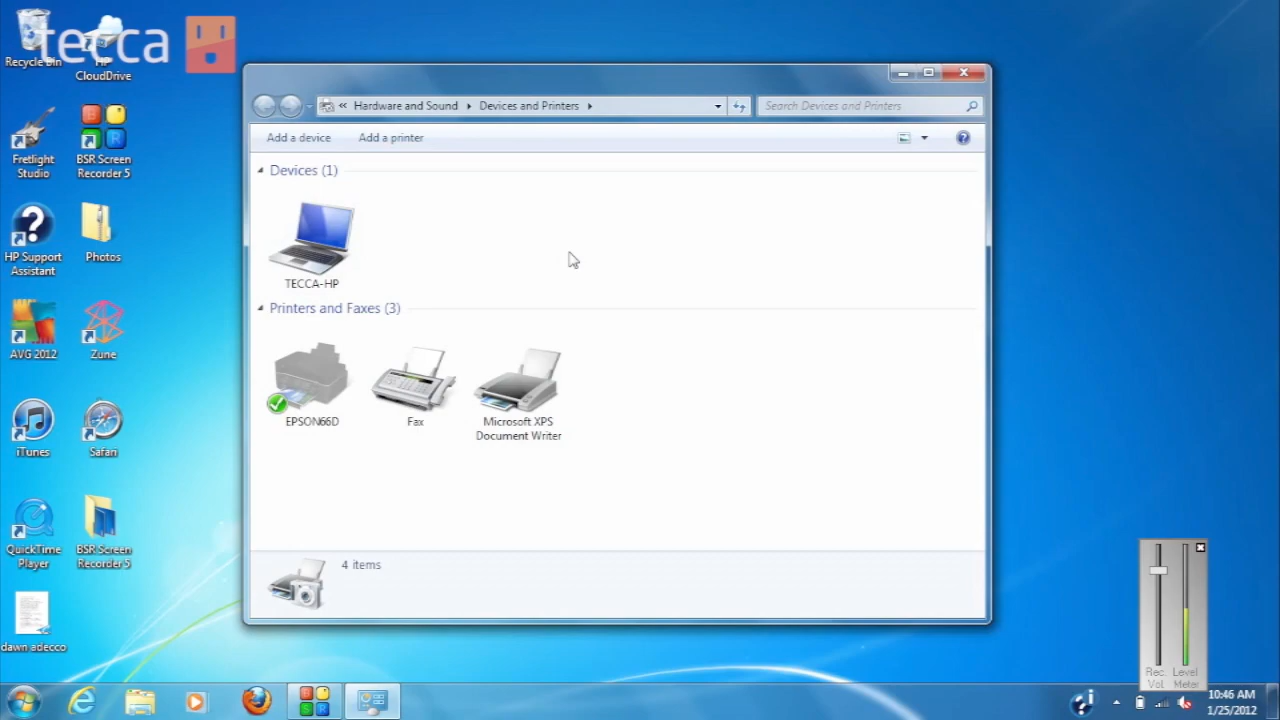 tecca
Recycle Bin
HP
CloudDrive
Fretlight
Studio
BSR Screen
Recorder 5
HP Support
Assistant
Photos
AVG 2012
Zune
iTunes
Safari
QuickTime
Player
BSR Screen
Recorder 5
dawn adecco
« Hardware and Sound
Devices and Printers
Search Devices and Printers
Add a device
Add a printer
Devices (1)
TECCA-HP
Printers and Faxes (3)
EPSON66D
Fax
Microsoft XPS
Document Writer
4 items
Rec.
Vol
Level
Meter
10:46 AM
1/25/2012